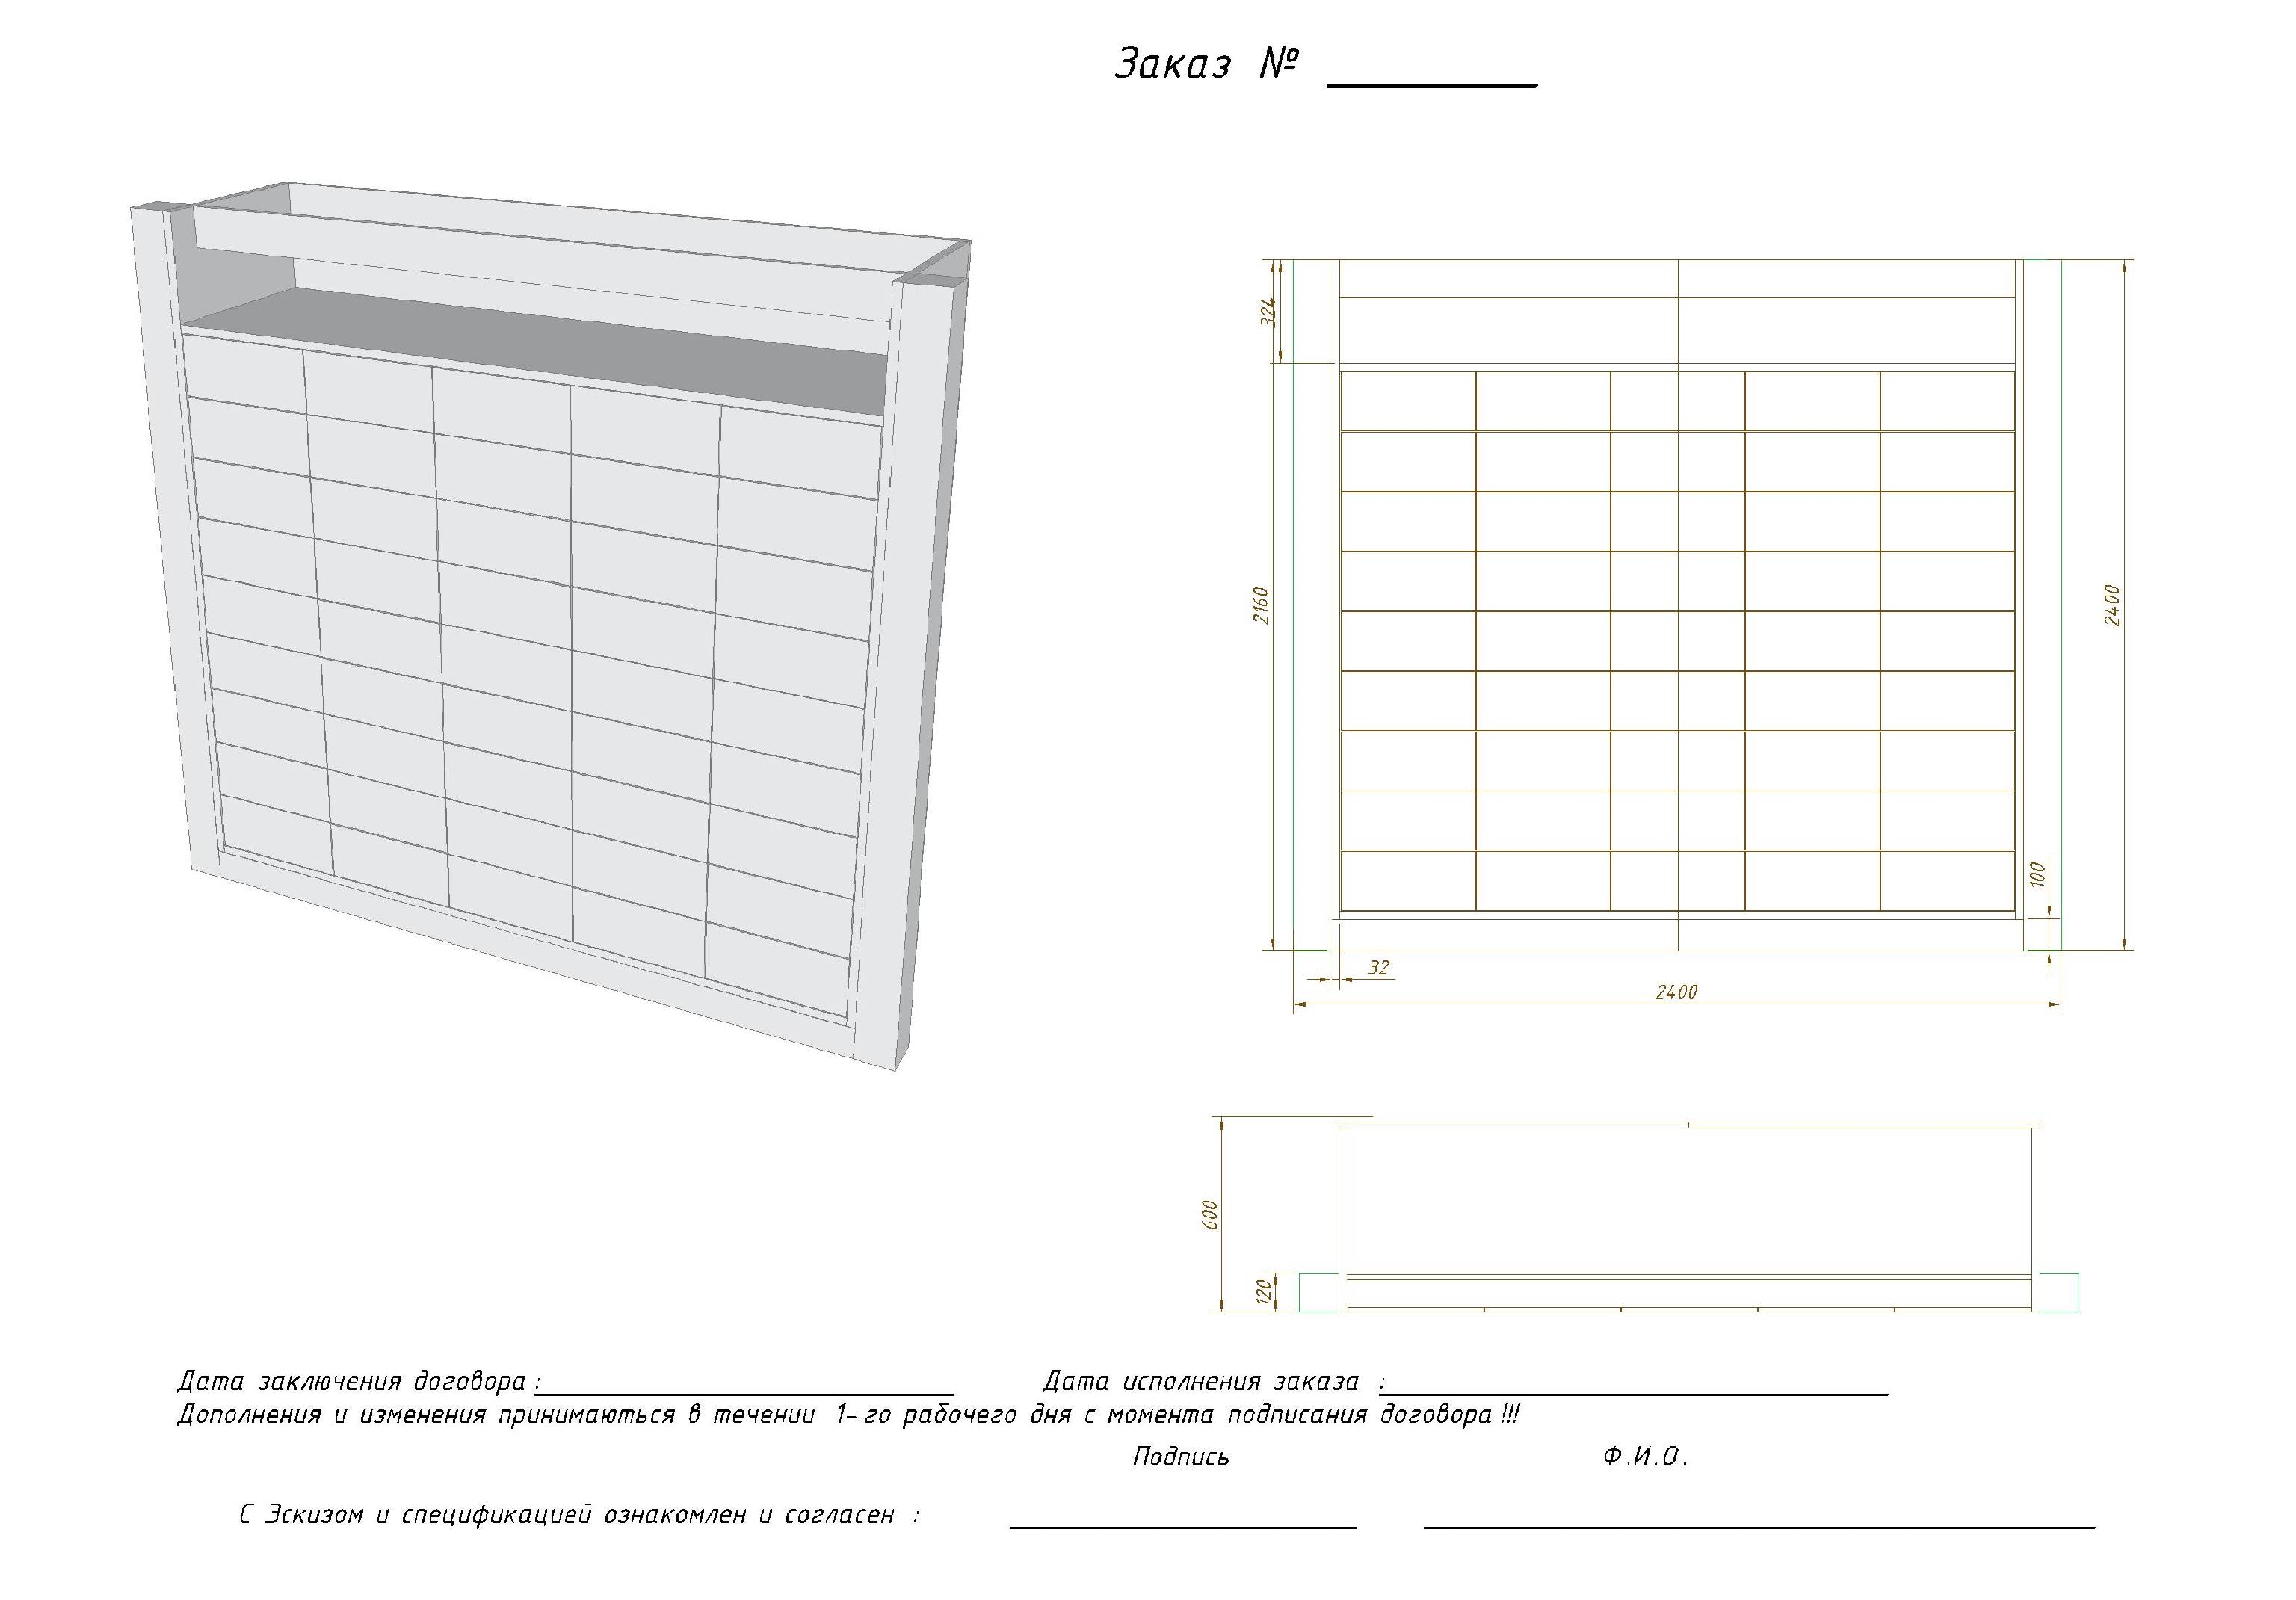 Заказ №
324
2160
2400
100
32
2400
600
120
Дата заключения договора : Дата исполнения заказа :
Дополнения и изменения принимаються в течении 1-го рабочего дня с момента подписания договора !!!
Подпись Ф.И.О.
С Эскизом и спецификацией ознакомлен и согласен :